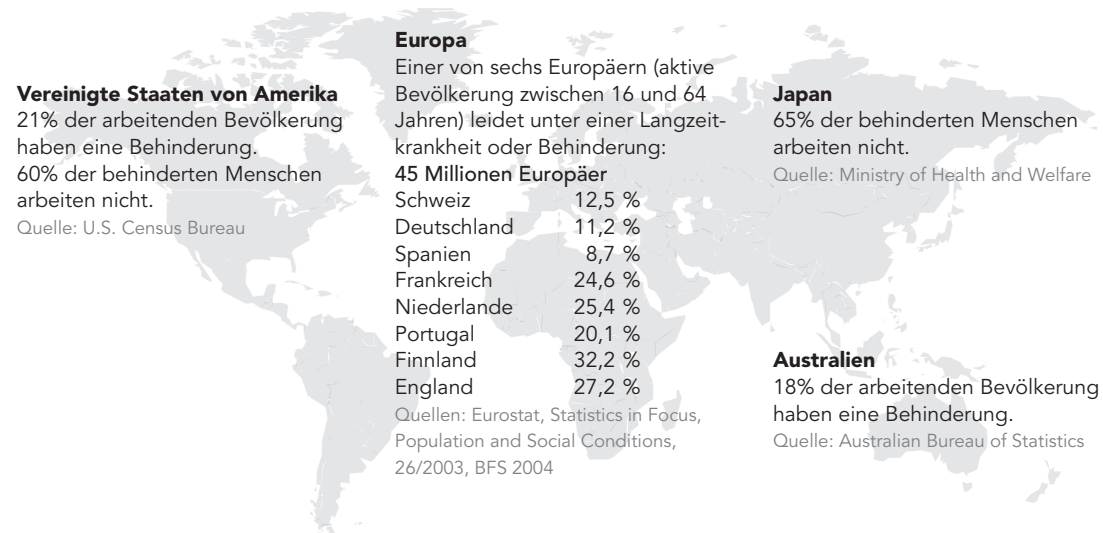 Vereinigte Staaten von Amerika
21% der arbeitenden Bevölkerung
haben eine Behinderung.
60% der behinderten Menschen
arbeiten nicht.
Quelle: U.S. Census Bureau
Europa
Einer von sechs Europäern (aktive
Bevölkerung zwischen 16 und 64
Jahren) leidet unter einer Langzeit-
krankheit oder Behinderung:
45 Millionen Europäer
Schweiz 12,5 %
Deutschland 11,2 %
Spanien 8,7 %
Frankreich 24,6 %
Niederlande 25,4 %
Portugal 20,1 %
Finnland 32,2 %
England 27,2 %
Quellen: Eurostat, Statistics in Focus,
Population and Social Conditions,
26/2003, BFS 2004
Japan
65% der behinderten Menschen
arbeiten nicht.
Quelle: Ministry of Health and Welfare
Australien
18% der arbeitenden Bevölkerung
haben eine Behinderung.
Quelle: Australian Bureau of Statistics